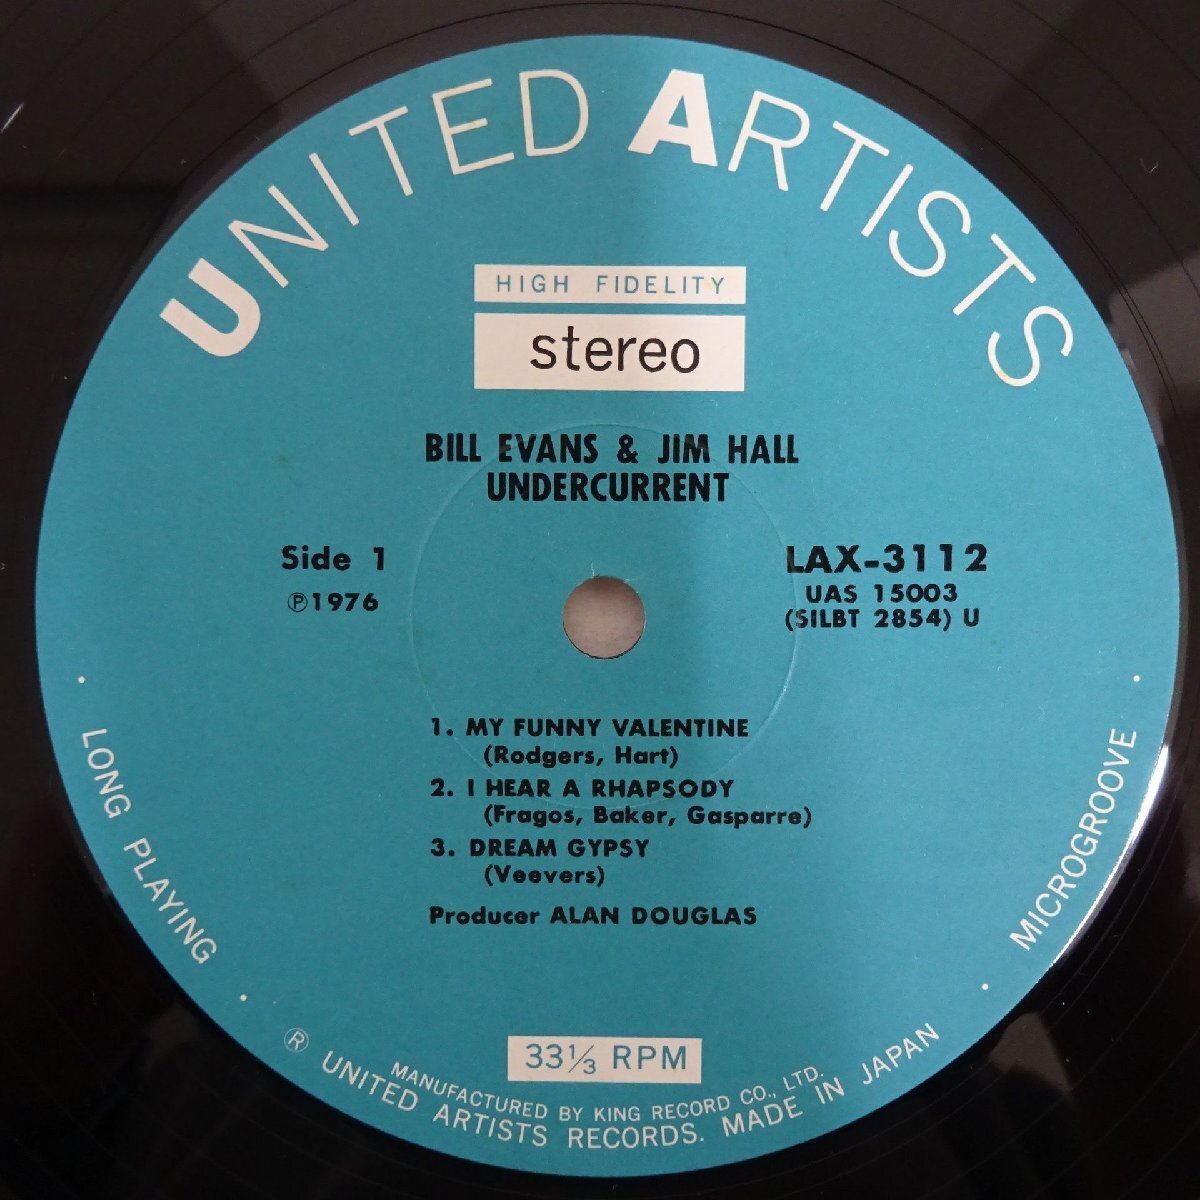 UNITED ARTISTS
HIGH FIDELITY
stereo
BILL EVANS & JIM HALL
UNDERCURRENT
Side 1
℗1976
LAX-3112
UAS 15003
(SILBT 2854) U
1. MY FUNNY VALENTINE
(Rodgers, Hart)
2. I HEAR A RHAPSODY
(Fragos, Baker, Gasparre)
3. DREAM GYPSY
(Veevers)
Producer ALAN DOUGLAS
· LONG PLAYING ·
· MICROGROOVE ·
33⅓ RPM
MANUFACTURED BY KING RECORD CO., LTD.
® UNITED ARTISTS RECORDS. MADE IN JAPAN